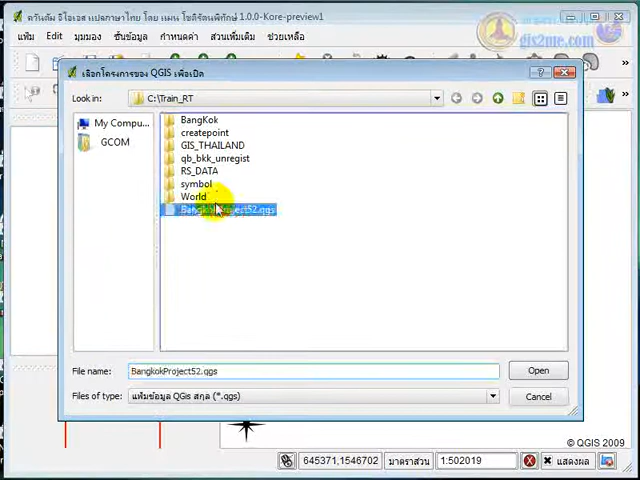 ควันตัม จีไอเอส แปลภาษาไทย โดย แมน โชติรัตนพิทักษ์ 1.0.0-Kore-preview1
แฟ้ม Edit มุมมอง ชั้นข้อมูล กำหนดค่า ส่วนเพิ่มเติม ช่วยเหลือ
gis2me.com
เลือกโครงการของ QGIS เพื่อเปิด
Look in: C:\Train_RT
My Compu...
GCOM
BangKok
createpoint
GIS_THAILAND
qb_bkk_unregist
RS_DATA
symbol
World
BangkokProject52.qgs
File name: BangkokProject52.qgs Open
Files of type: แฟ้มข้อมูล QGis สกุล (*.qgs) Cancel
© QGIS 2009
645371,1546702 มาตราส่วน 1:502019 แสดงผล